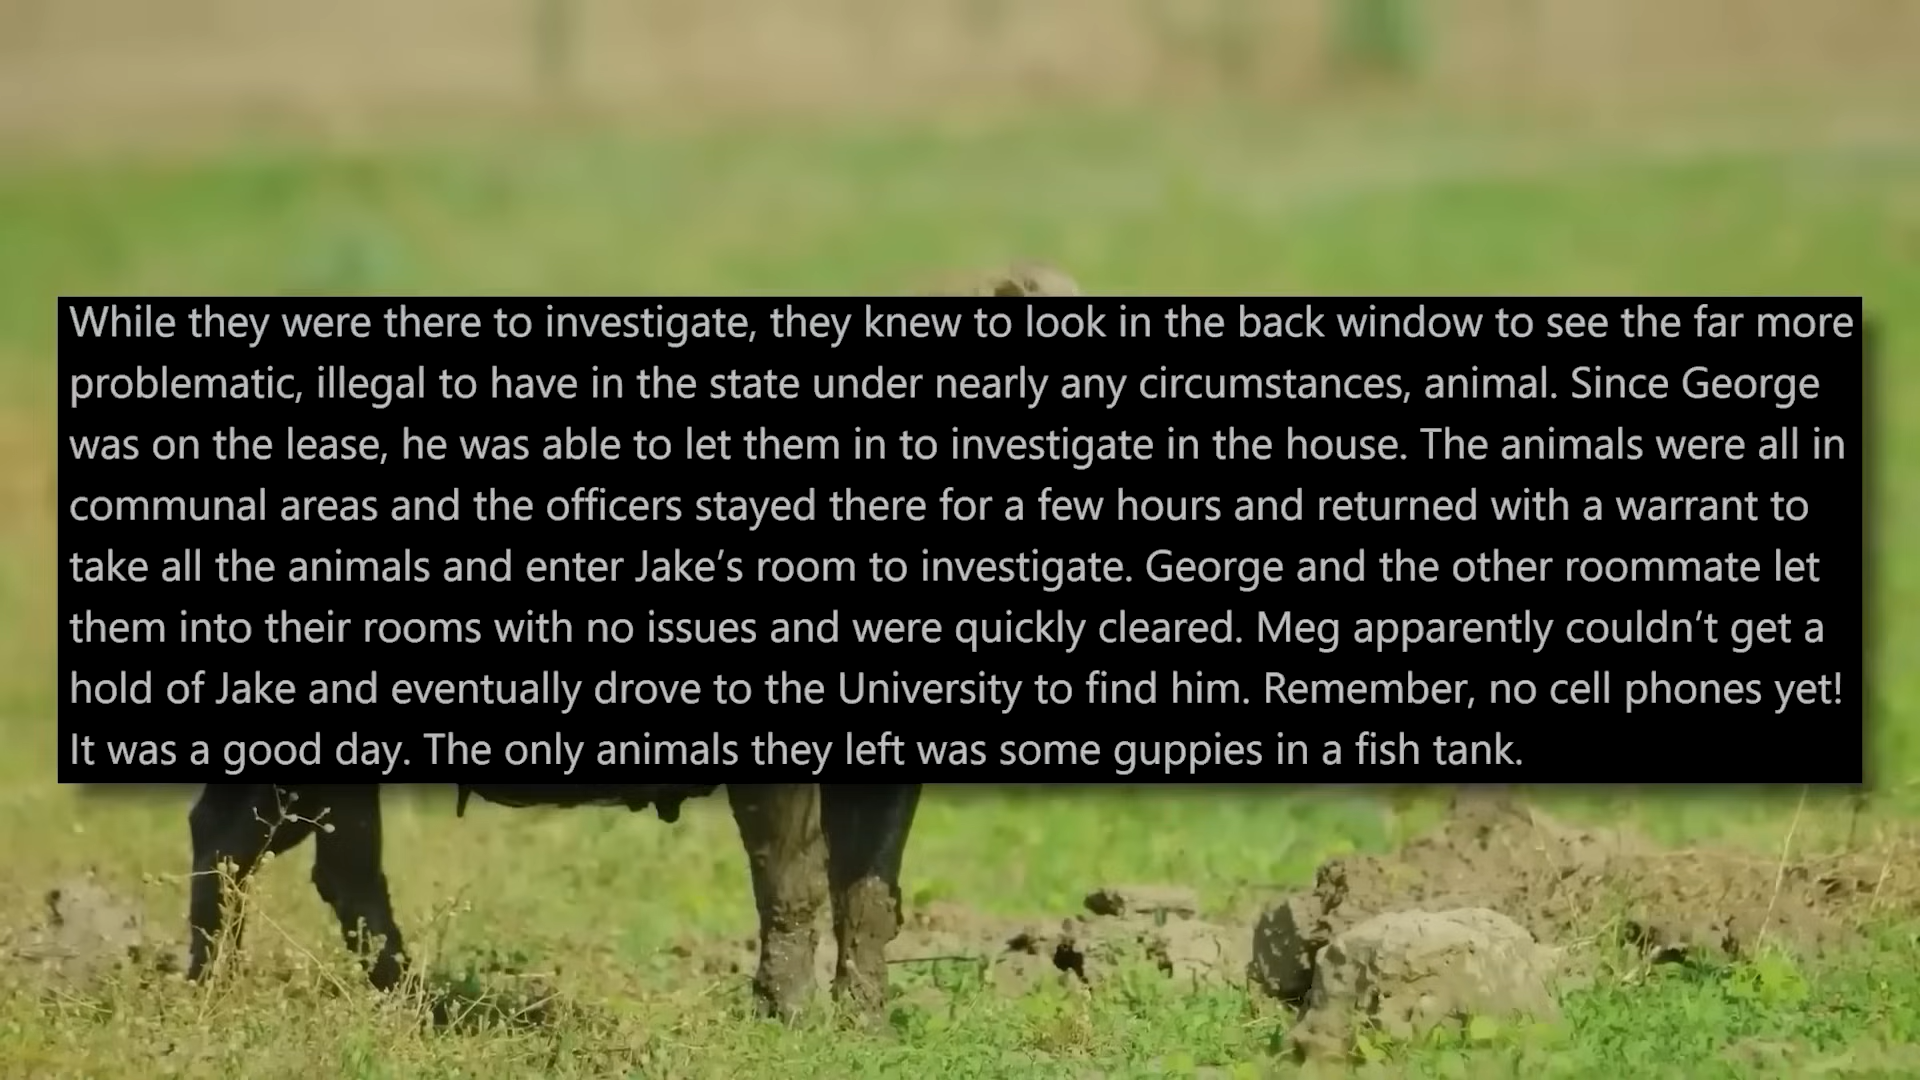 While they were there to investigate, they knew to look in the back window to see the far more
problematic, illegal to have in the state under nearly any circumstances, animal. Since George
was on the lease, he was able to let them in to investigate in the house. The animals were all in
communal areas and the officers stayed there for a few hours and returned with a warrant to
take all the animals and enter Jake’s room to investigate. George and the other roommate let
them into their rooms with no issues and were quickly cleared. Meg apparently couldn’t get a
hold of Jake and eventually drove to the University to find him. Remember, no cell phones yet!
It was a good day. The only animals they left was some guppies in a fish tank.